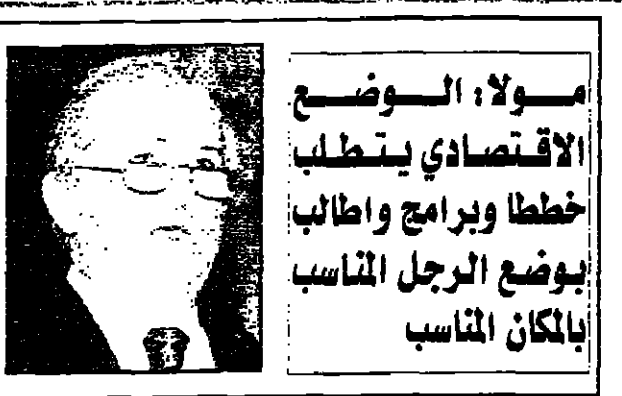 مولا: الوضع
الاقتصادي يتطلب
خططا وبرامج واطالب
بوضع الرجل المناسب
بالمكان المناسب